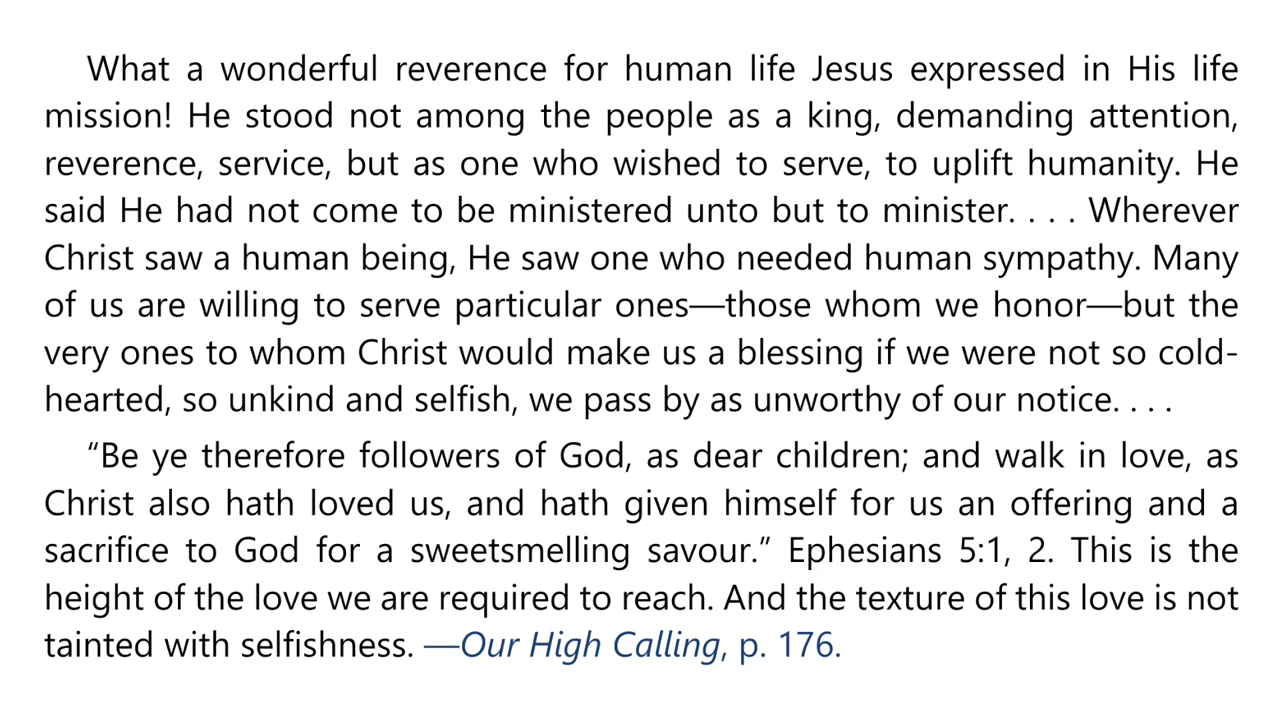 What a wonderful reverence for human life Jesus expressed in His life
mission! He stood not among the people as a king, demanding attention,
reverence, service, but as one who wished to serve, to uplift humanity. He
said He had not come to be ministered unto but to minister. . . . Wherever
Christ saw a human being, He saw one who needed human sympathy. Many
of us are willing to serve particular ones—those whom we honor—but the
very ones to whom Christ would make us a blessing if we were not so cold-
hearted, so unkind and selfish, we pass by as unworthy of our notice. . . .
“Be ye therefore followers of God, as dear children; and walk in love, as
Christ also hath loved us, and hath given himself for us an offering and a
sacrifice to God for a sweetsmelling savour.” Ephesians 5:1, 2. This is the
height of the love we are required to reach. And the texture of this love is not
tainted with selfishness. —Our High Calling, p. 176.